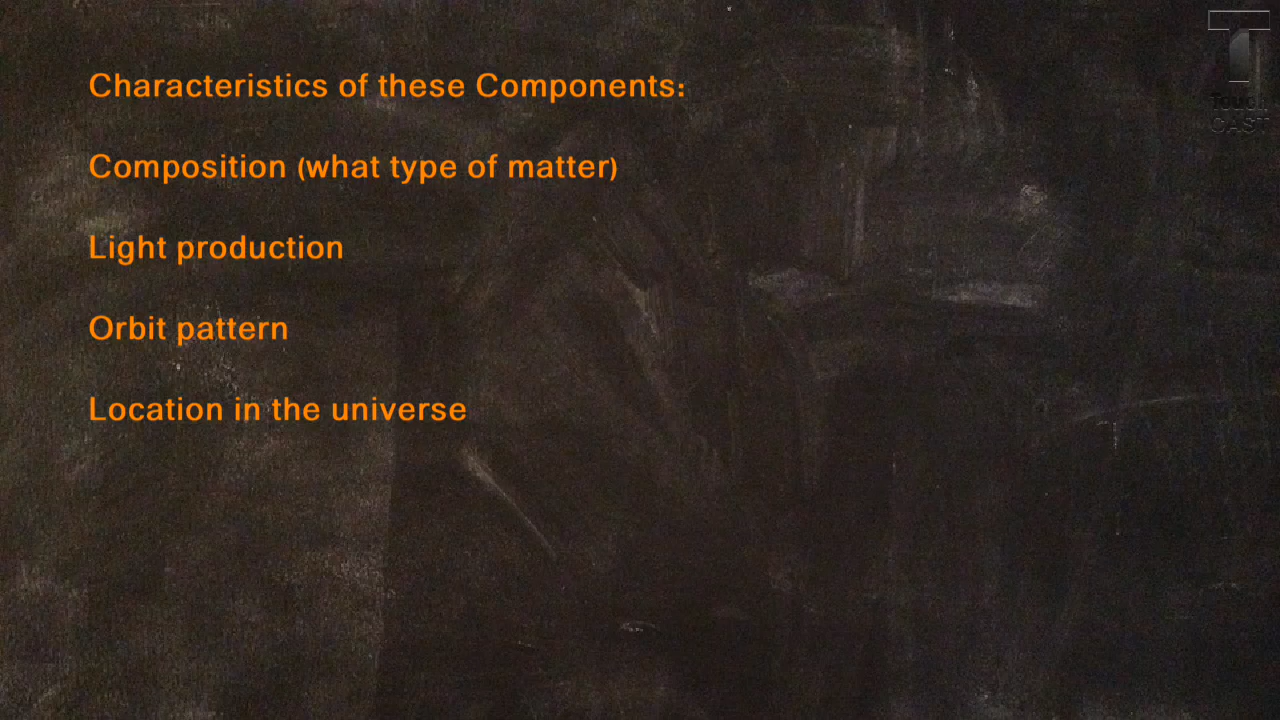 Characteristics of these Components:
Composition (what type of matter)
Light production
Orbit pattern
Location in the universe
T
Touch
CAST